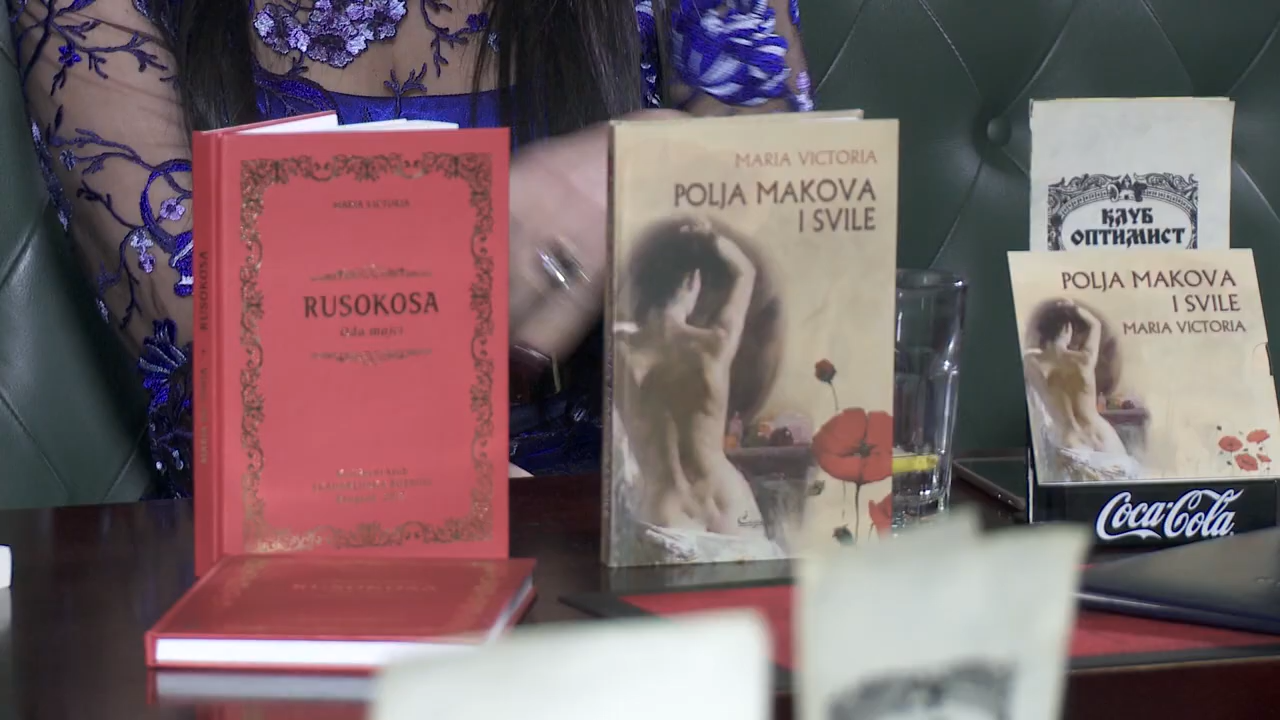 MARIA VICTORIA
RUSOKOSA
Oda majci
RUSOKOSA
MARIA VICTORIA
POLJA MAKOVA
I SVILE
КЛУБ
ОПТИМИСТ
POLJA MAKOVA
I SVILE
MARIA VICTORIA
Coca-Cola